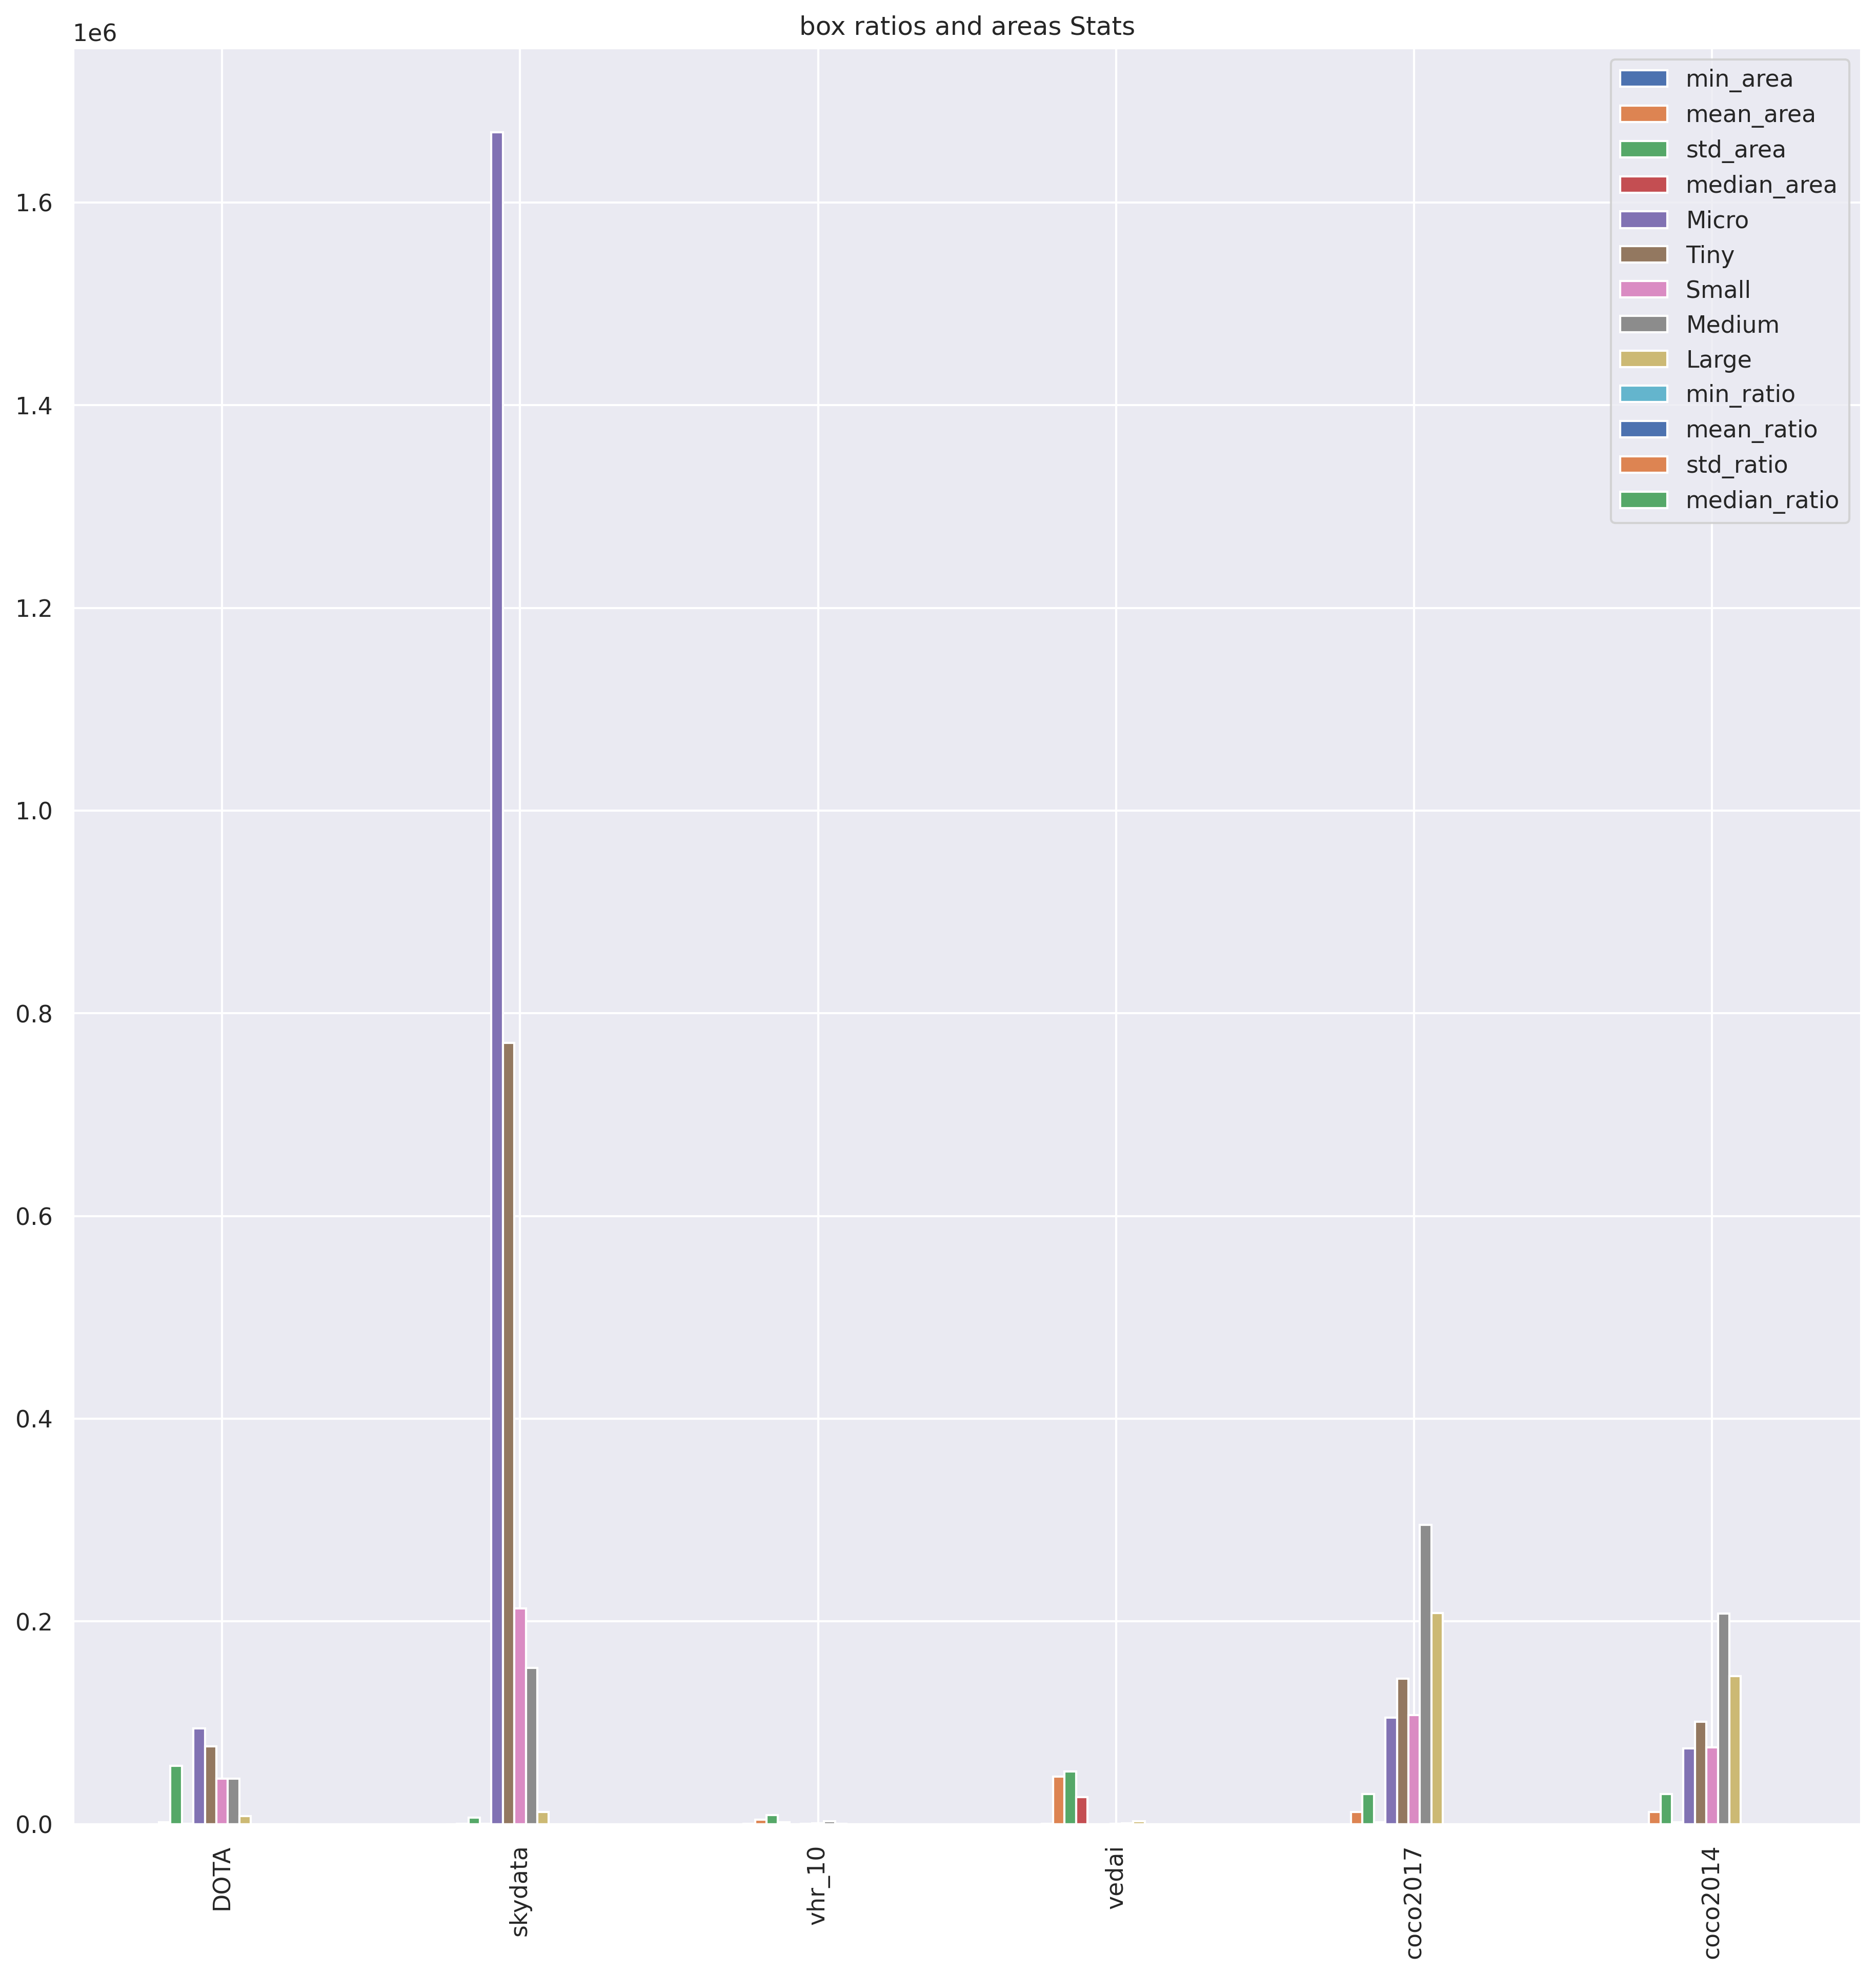 box ratios and areas Stats
1e6
1.6
1.4
1.2
1.0
0.8
0.6
0.4
0.2
0.0
min_area
mean_area
std_area
median_area
Micro
Tiny
Small
Medium
Large
min_ratio
mean_ratio
std_ratio
median_ratio
DOTA
skydata
vhr_10
vedai
coco2017
coco2014